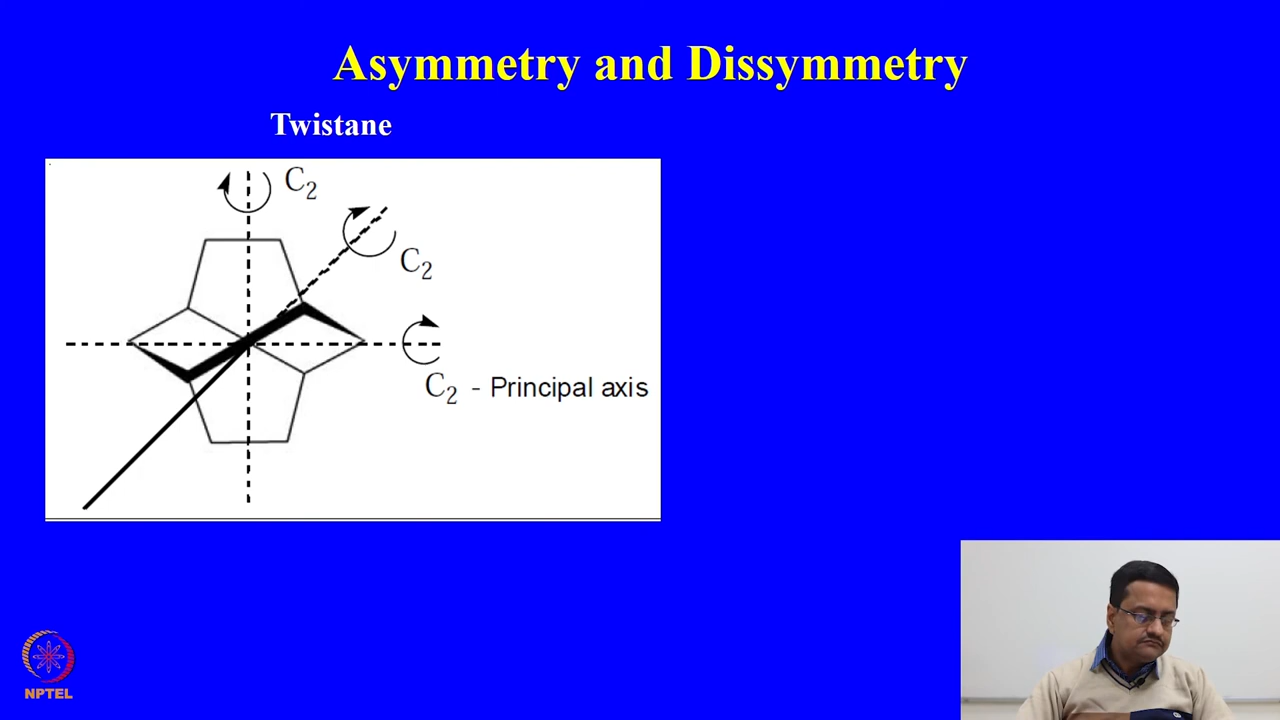 Asymmetry and Dissymmetry
Twistane
C2
C2
C2 - Principal axis
NPTEL